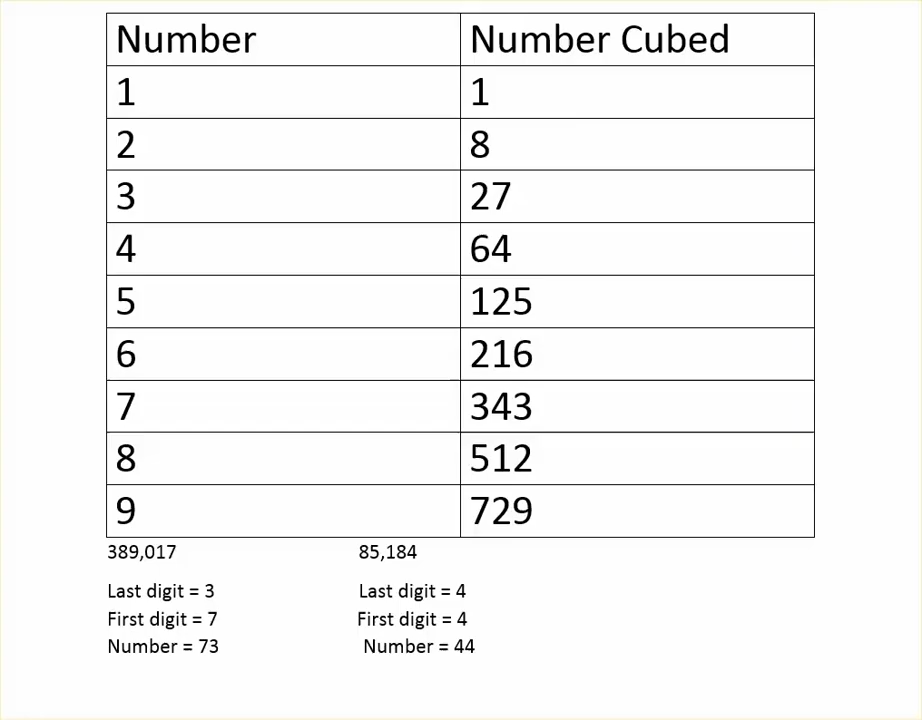 Number Number Cubed
1 1
2 8
3 27
4 64
5 125
6 216
7 343
8 512
9 729
389,017 85,184
Last digit = 3 Last digit = 4
First digit = 7 First digit = 4
Number = 73 Number = 44